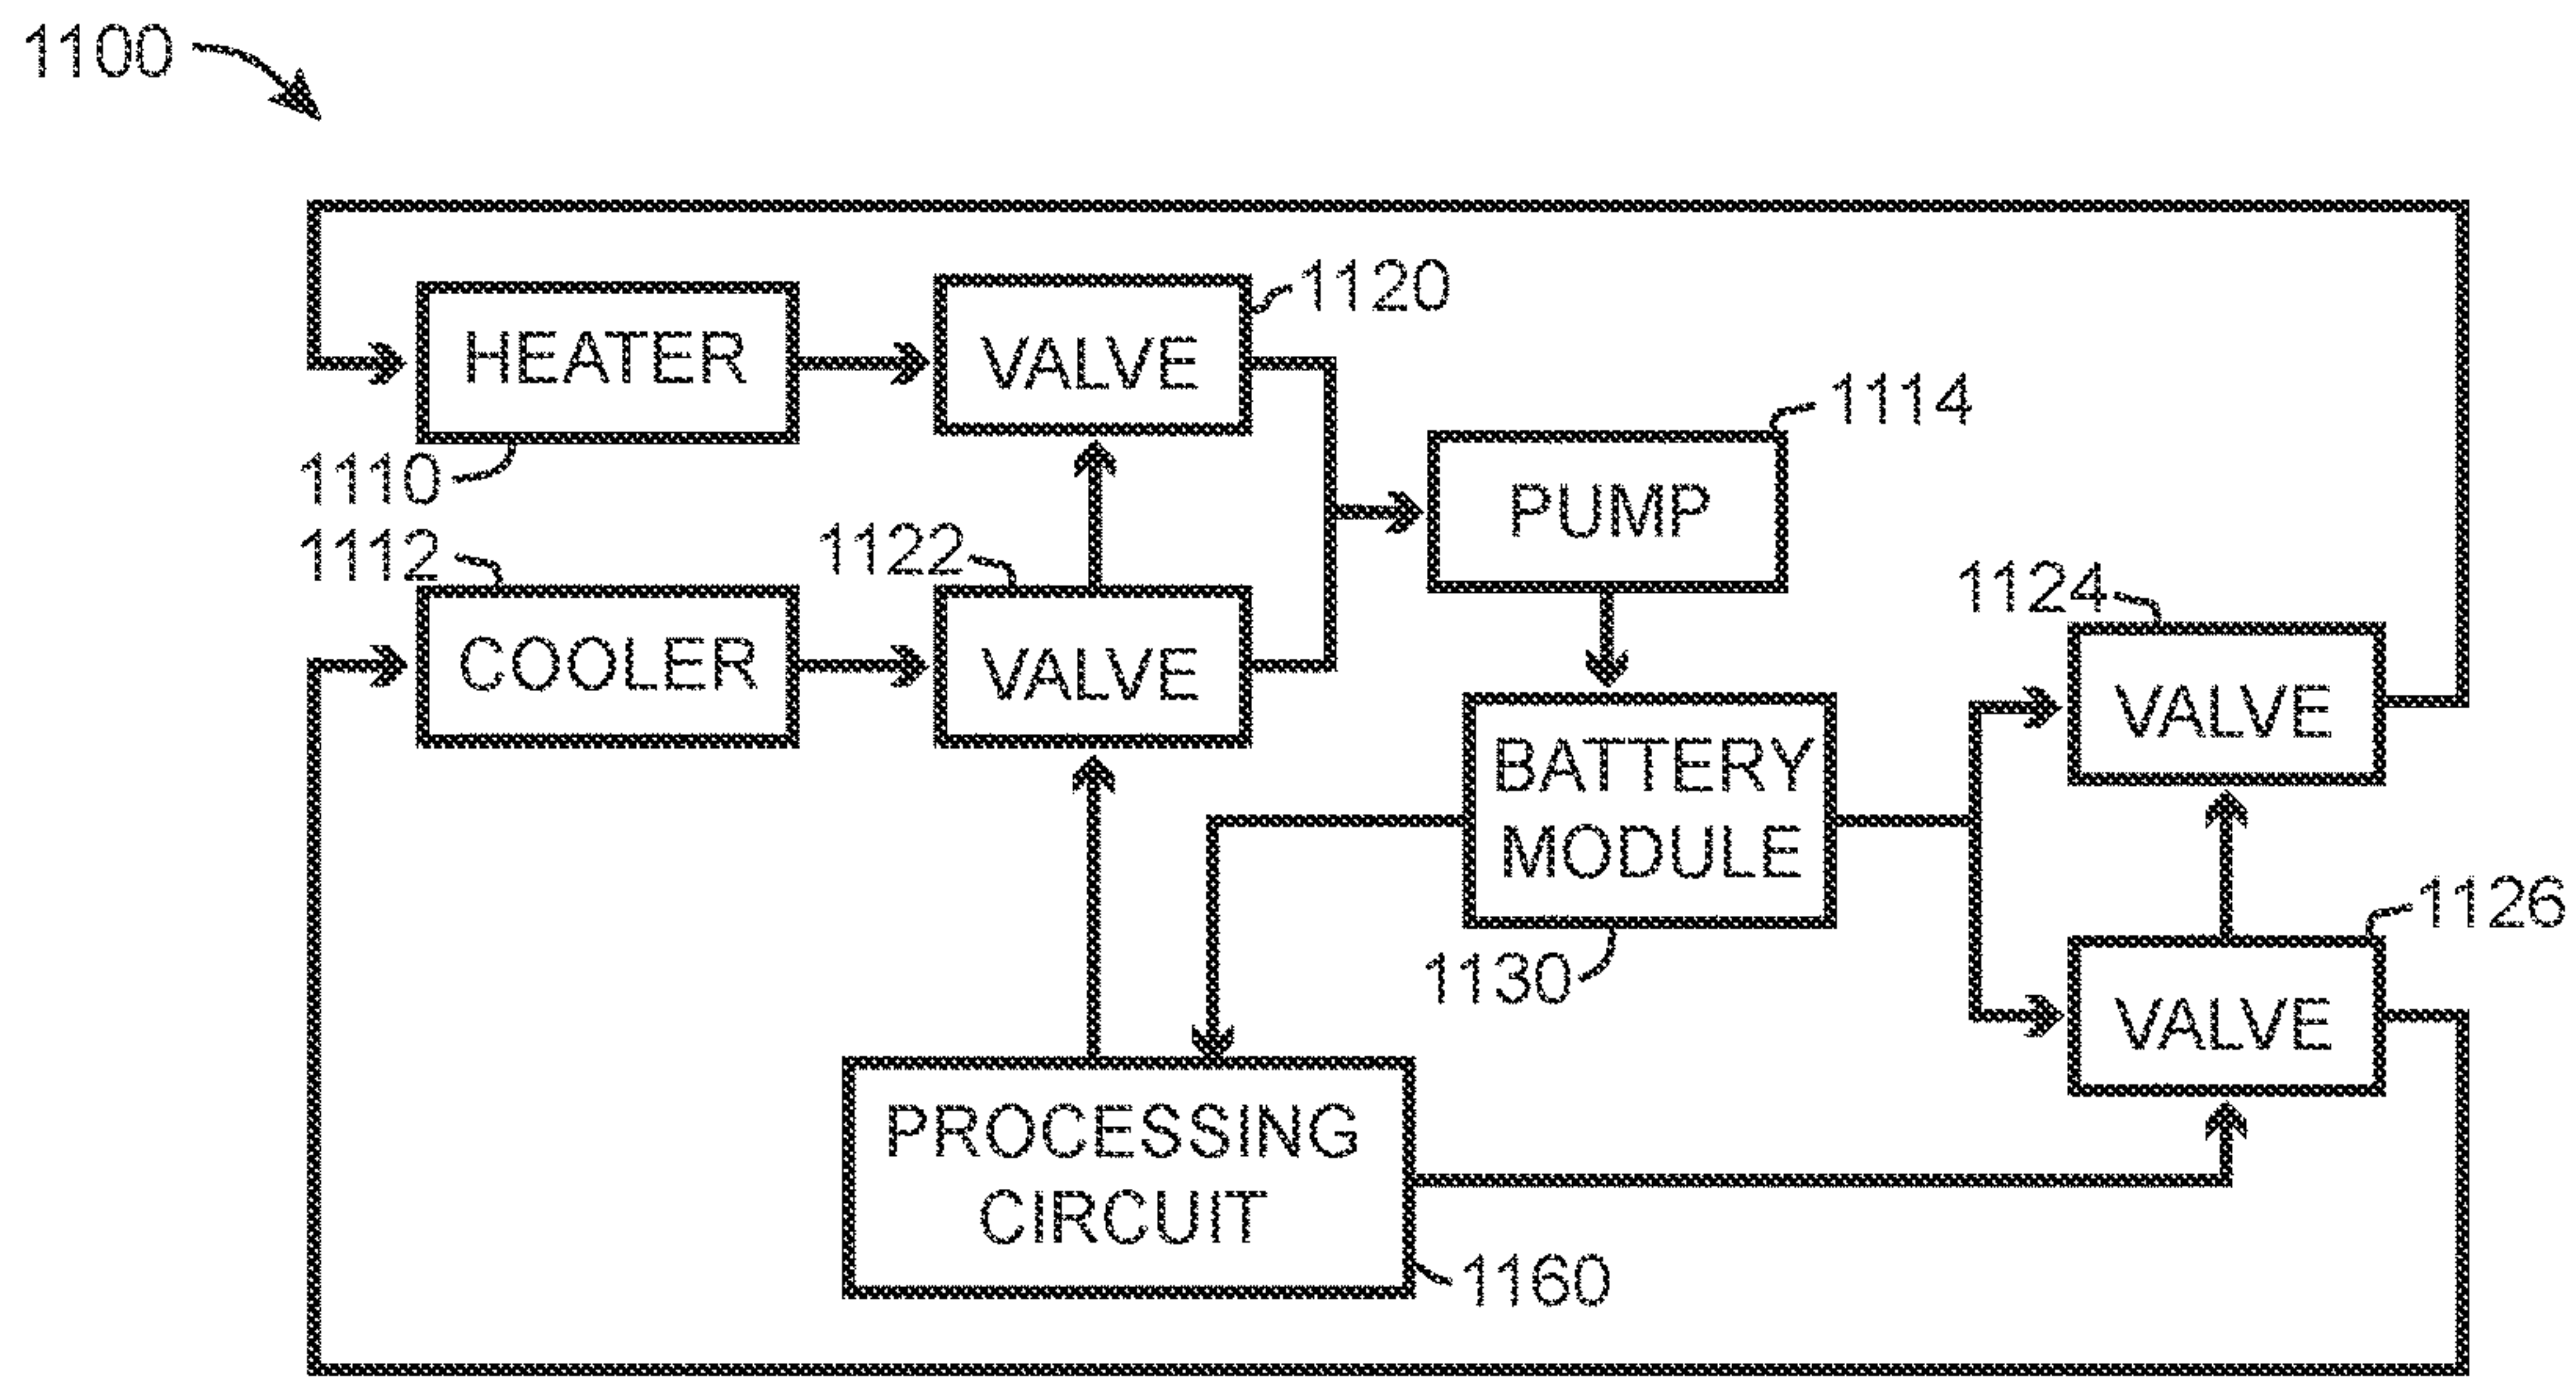 1100
1120
HEATER
VALVE
1114
1110
PUMP
1112
1122
1124
COOLER
VALVE
VALVE
BATTERY
MODULE
1126
1130
VALVE
PROCESSING
CIRCUIT
1160